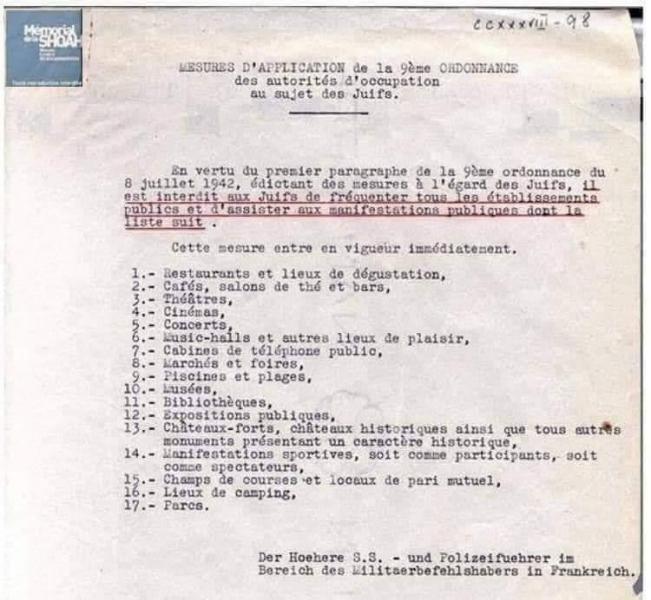 Mémorial
de la SHOAH
ccxxxviii-98
MESURES D'APPLICATION de la 9ème ORDONNANCE
des autorités d'occupation
au sujet des Juifs.
En vertu du premier paragraphe de la 9ème ordonnance du
8 juillet 1942, édictant des mesures à l'égard des Juifs, il
est interdit aux Juifs de fréquenter tous les établissements
publics et d'assister aux manifestations publiques dont la
liste suit .
Cette mesure entre en vigueur immédiatement.
1.- Restaurants et lieux de dégustation,
2.- Cafés, salons de thé et bars,
3.- Théâtres,
4.- Cinémas,
5.- Concerts,
6.- Music-halls et autres lieux de plaisir,
7.- Cabines de téléphone public,
8.- Marchés et foires,
9.- Piscines et plages,
10.- Musées,
11.- Bibliothèques,
12.- Expositions publiques,
13.- Châteaux-forts, châteaux historiques ainsi que tous autres
monuments présentant un caractère historique,
14.- Manifestations sportives, soit comme participants, soit
comme spectateurs,
15.- Champs de courses et locaux de pari mutuel,
16.- Lieux de camping,
17.- Parcs.
Der Hoehere S.S. - und Polizeifuehrer im
Bereich des Militaerbefehlshabers in Frankreich.